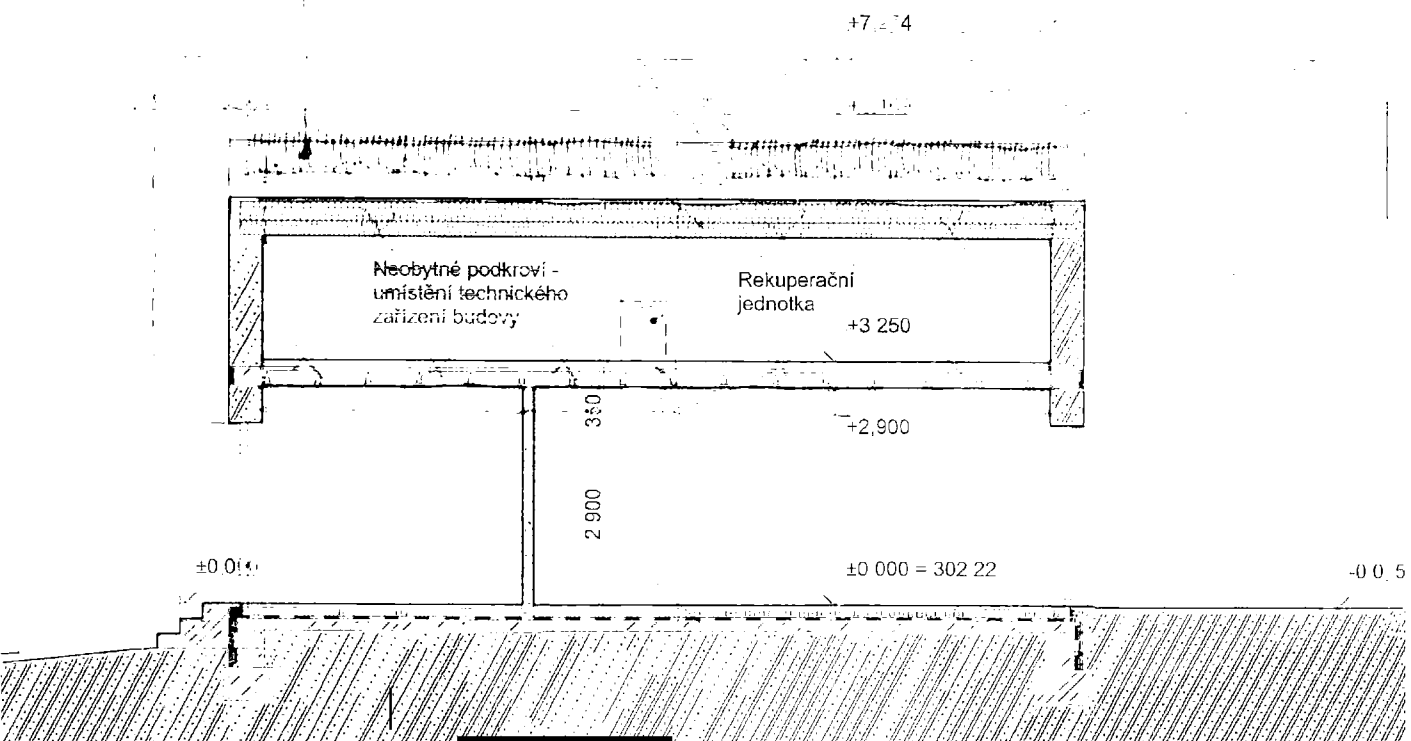 Neobytné podkroví -
umístění technického
zařízení budovy
Rekuperační
jednotka
+3 250
350
+2,900
2 900
±0 000 = 302 22